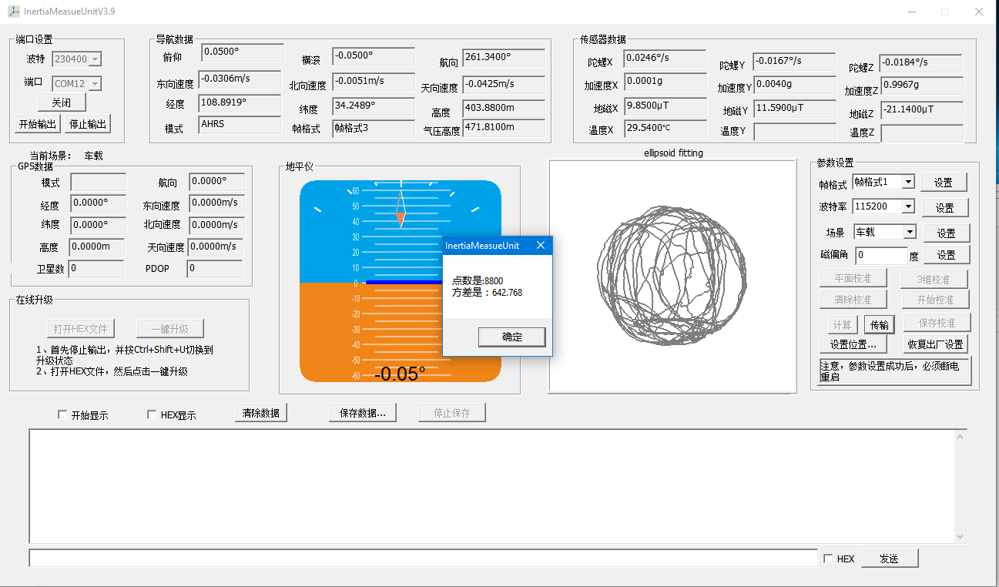 InertiaMeasueUnitV3.9
端口设置
波特 230400
端口 COM12
关闭
开始输出 停止输出
导航数据
俯仰 0.0500° 横滚 -0.0500° 航向 261.3400°
东向速度 -0.0306m/s 北向速度 -0.0051m/s 天向速度 -0.0425m/s
经度 108.8919° 纬度 34.2489° 高度 403.8800m
模式 AHRS 帧格式 帧格式3 气压高度 471.8100m
传感器数据
陀螺X 0.0246°/s 陀螺Y -0.0167°/s 陀螺Z -0.0184°/s
加速度X 0.0001g 加速度Y 0.0040g 加速度Z 0.9967g
地磁X 9.8500μT 地磁Y 11.5900μT 地磁Z -21.1400μT
温度X 29.5400℃ 温度Y 温度Z
当前场景: 车载
GPS数据
模式 航向 0.0000°
经度 0.0000° 东向速度 0.0000m/s
纬度 0.0000° 北向速度 0.0000m/s
高度 0.0000m 天向速度 0.0000m/s
卫星数 0 PDOP 0
在线升级
打开HEX文件 一键升级
1、首先停止输出，并按Ctrl+Shift+U切换到
升级状态
2、打开HEX文件，然后点击一键升级
地平仪
60
50
40
30
20
10
0
-10
-20
-30
-40
-50
-60
-0.05°
InertiaMeasueUnit
点数是:8800
方差是：642.768
确定
ellipsoid fitting
参数设置
帧格式 帧格式1 设置
波特率 115200 设置
场景 车载 设置
磁偏角 0 度 设置
平面校准 3维校准
清除校准 开始校准
计算 传输 保存校准
设置位置... 恢复出厂设置
注意，参数设置成功后，必须断电
重启
开始显示 HEX显示 清除数据 保存数据... 停止保存
HEX 发送